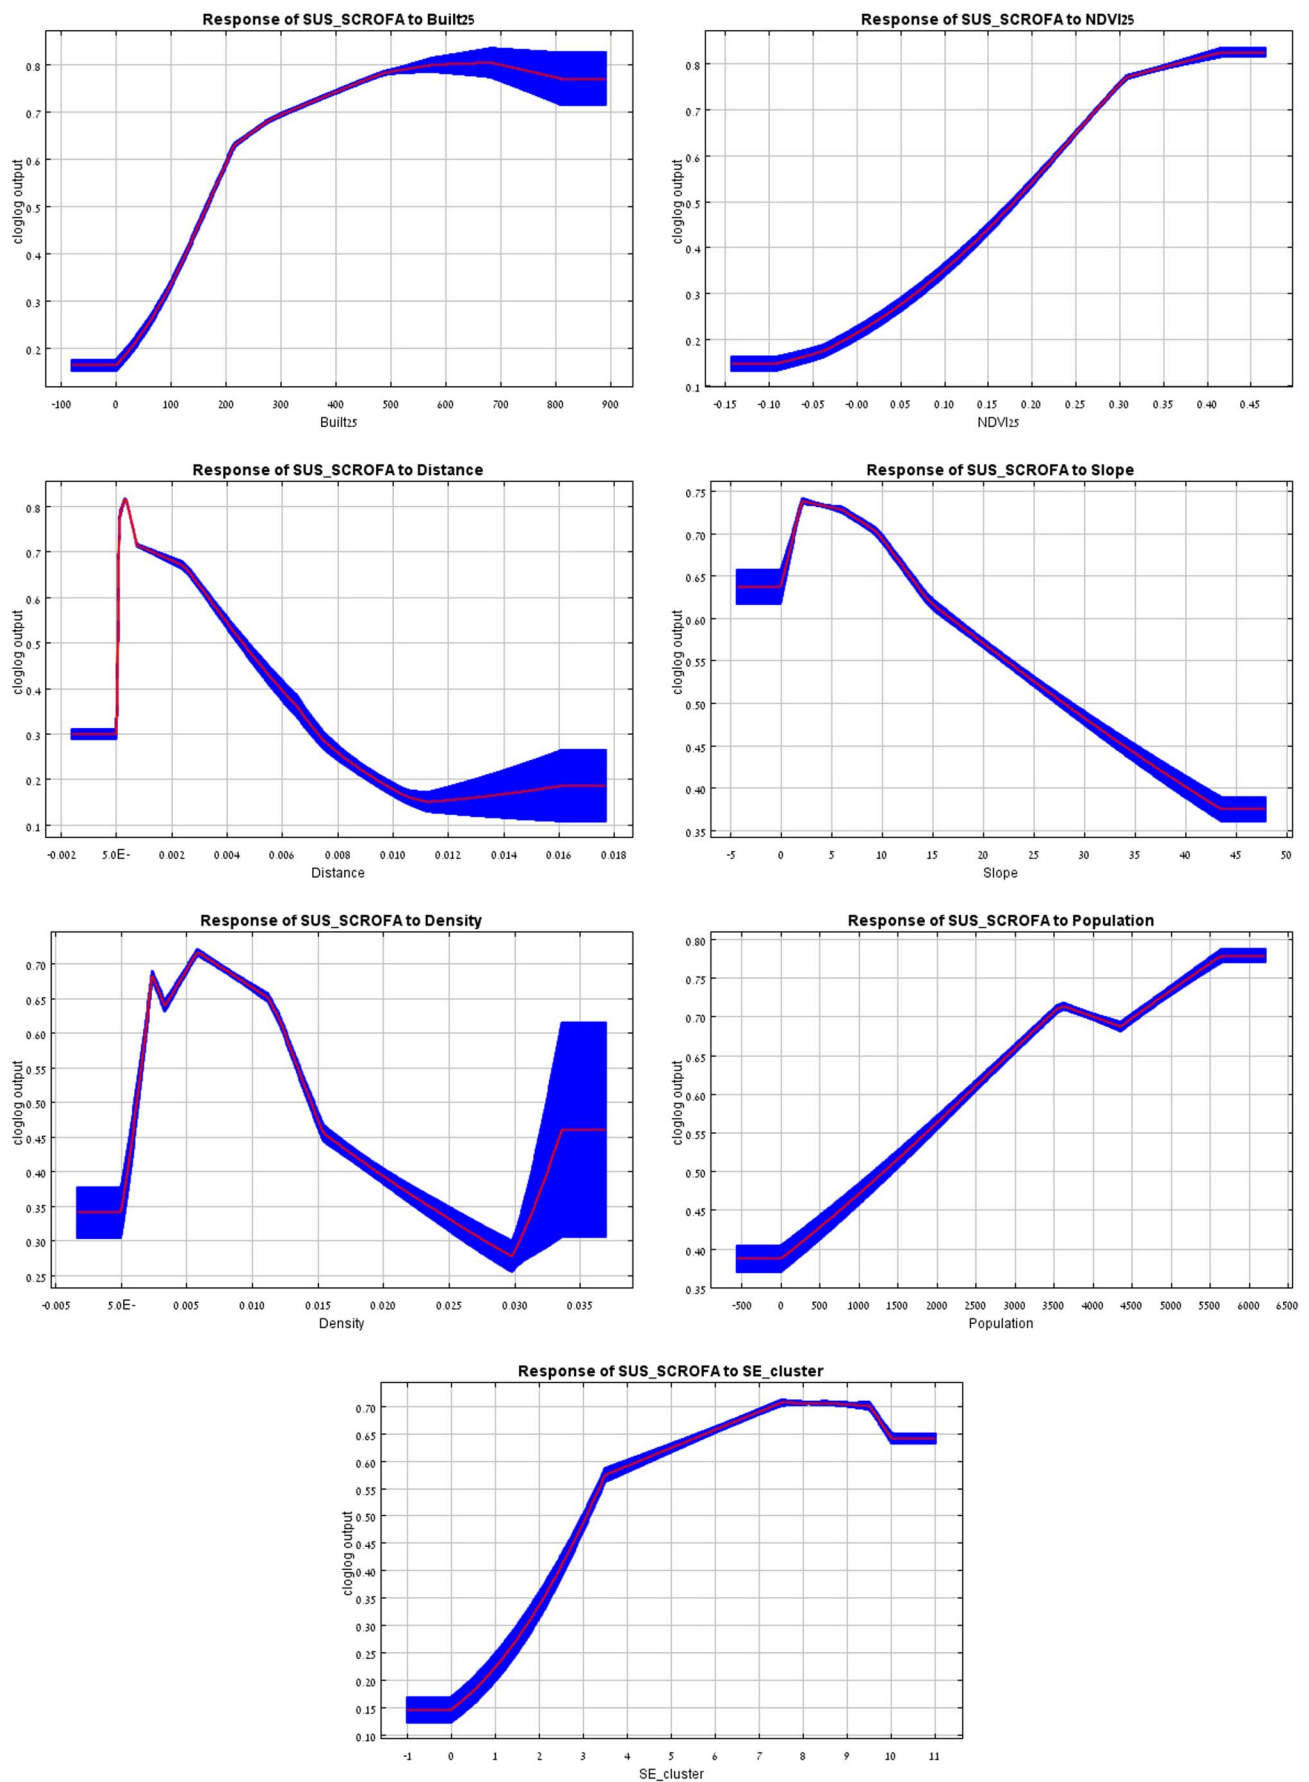 Response of SUS_SCROFA to Built25
cloglog output
0.8
0.7
0.6
0.5
0.4
0.3
0.2
-100 0 100 200 300 400 500 600 700 800 900
Built25
Response of SUS_SCROFA to NDVI25
cloglog output
0.8
0.7
0.6
0.5
0.4
0.3
0.2
0.1
-0.15 -0.10 -0.05 -0.00 0.05 0.10 0.15 0.20 0.25 0.30 0.35 0.40 0.45
NDVI25
Response of SUS_SCROFA to Distance
cloglog output
0.8
0.7
0.6
0.5
0.4
0.3
0.2
0.1
-0.002 5.0E- 0.002 0.004 0.006 0.008 0.010 0.012 0.014 0.016 0.018
Distance
Response of SUS_SCROFA to Slope
cloglog output
0.75
0.70
0.65
0.60
0.55
0.50
0.45
0.40
0.35
-5 0 5 10 15 20 25 30 35 40 45 50
Slope
Response of SUS_SCROFA to Density
cloglog output
0.70
0.65
0.60
0.55
0.50
0.45
0.40
0.35
0.30
0.25
-0.005 5.0E- 0.005 0.010 0.015 0.020 0.025 0.030 0.035
Density
Response of SUS_SCROFA to Population
cloglog output
0.80
0.75
0.70
0.65
0.60
0.55
0.50
0.45
0.40
0.35
-500 0 500 1000 1500 2000 2500 3000 3500 4000 4500 5000 5500 6000 6500
Population
Response of SUS_SCROFA to SE_cluster
cloglog output
0.70
0.65
0.60
0.55
0.50
0.45
0.40
0.35
0.30
0.25
0.20
0.15
0.10
-1 0 1 2 3 4 5 6 7 8 9 10 11
SE_cluster